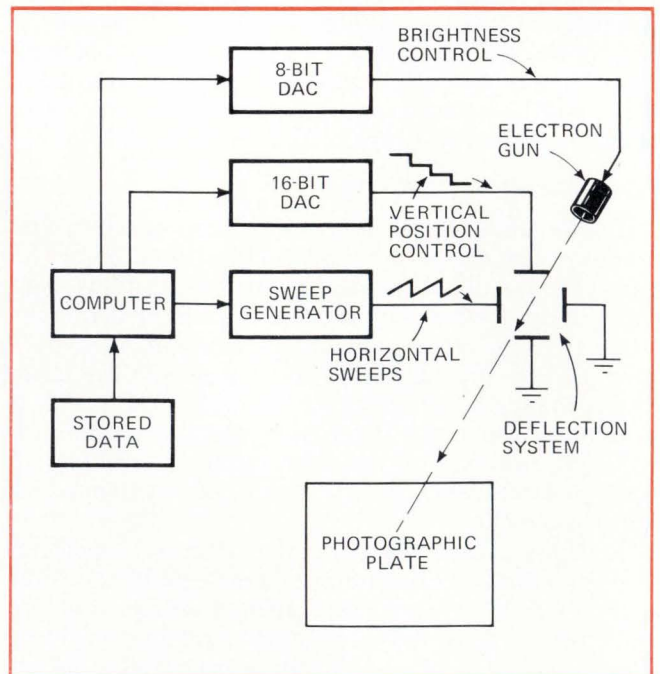 BRIGHTNESS
CONTROL
8-BIT
DAC
ELECTRON
GUN
16-BIT
DAC
VERTICAL
POSITION
CONTROL
COMPUTER
SWEEP
GENERATOR
HORIZONTAL
SWEEPS
STORED
DATA
DEFLECTION
SYSTEM
PHOTOGRAPHIC
PLATE